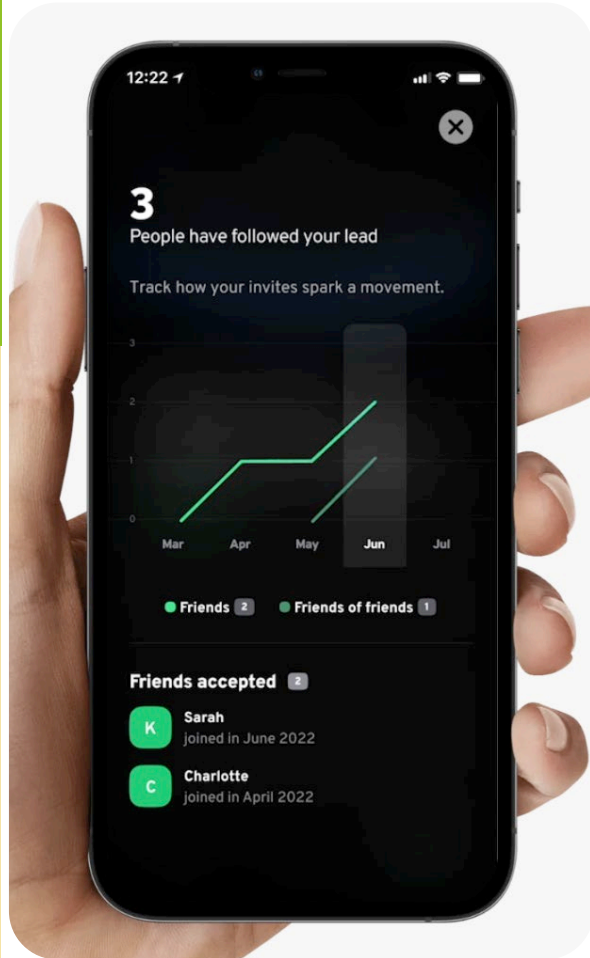 12:22
3
People have followed your lead
Track how your invites spark a movement.
3
2
1
0
Mar Apr May Jun Jul
Friends 2 Friends of friends 1
Friends accepted 2
K Sarah
joined in June 2022
C Charlotte
joined in April 2022